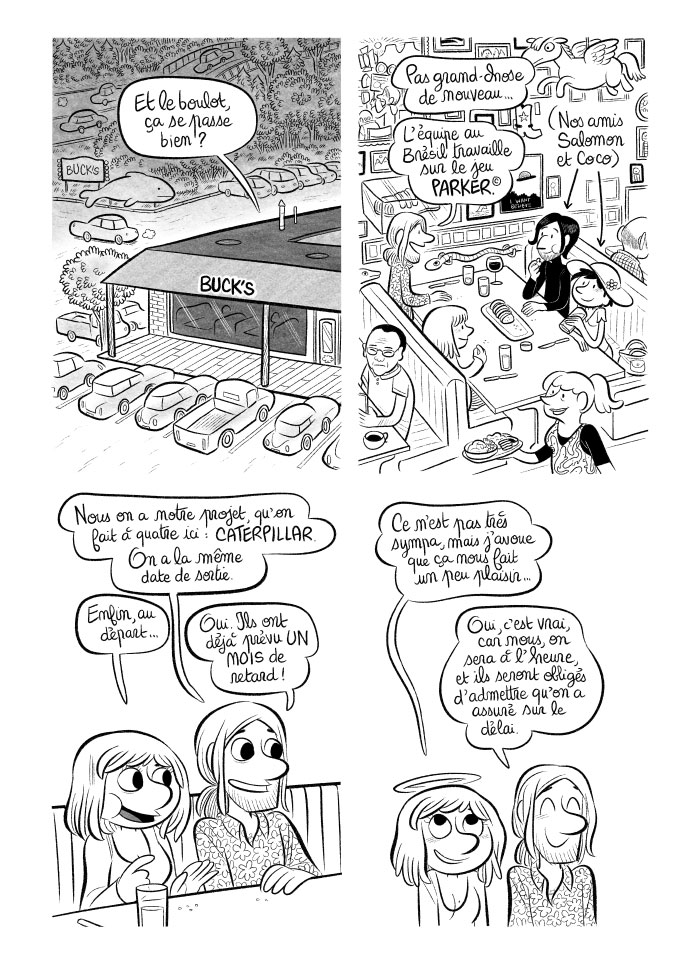 Et le boulot,
ça se passe
bien ?
BUCK'S
BUCK'S
Pas grand-chose
de nouveau...
L'équipe au
Brésil travaille
sur le jeu
PARKER.©
(Nos amis
Salomon
et Coco)
I WANT
BELIEVE
Nous on a notre projet, qu'on
fait à quatre ici : CATERPILLAR.
On a la même
date de sortie.
Enfin, au
départ...
Oui. Ils ont
déjà prévu UN
MOIS de
retard !
Ce n'est pas très
sympa, mais j'avoue
que ça nous fait
un peu plaisir...
Oui, c'est vrai,
car nous, on
sera à l'heure,
et ils seront obligés
d'admettre qu'on a
assuré sur le
délai.